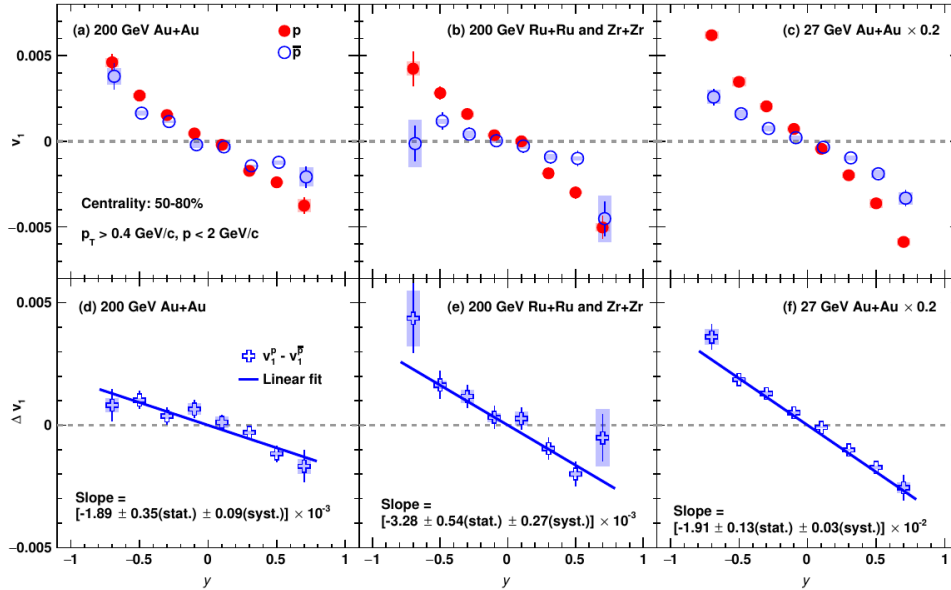 (a) 200 GeV Au+Au
p
p̅
(b) 200 GeV Ru+Ru and Zr+Zr
(c) 27 GeV Au+Au × 0.2
0.005
0
−0.005
v₁
Centrality: 50-80%
p_T > 0.4 GeV/c, p < 2 GeV/c
(d) 200 GeV Au+Au
(e) 200 GeV Ru+Ru and Zr+Zr
(f) 27 GeV Au+Au × 0.2
0.005
0
−0.005
Δ v₁
v₁^p - v₁^p̅
Linear fit
Slope =
[-1.89 ± 0.35(stat.) ± 0.09(syst.)] ×10⁻³
Slope =
[-3.28 ± 0.54(stat.) ± 0.27(syst.)] ×10⁻³
Slope =
[-1.91 ± 0.13(stat.) ± 0.03(syst.)] ×10⁻²
−1 −0.5 0 0.5 1
−1 −0.5 0 0.5 1
−1 −0.5 0 0.5 1
y
y
y